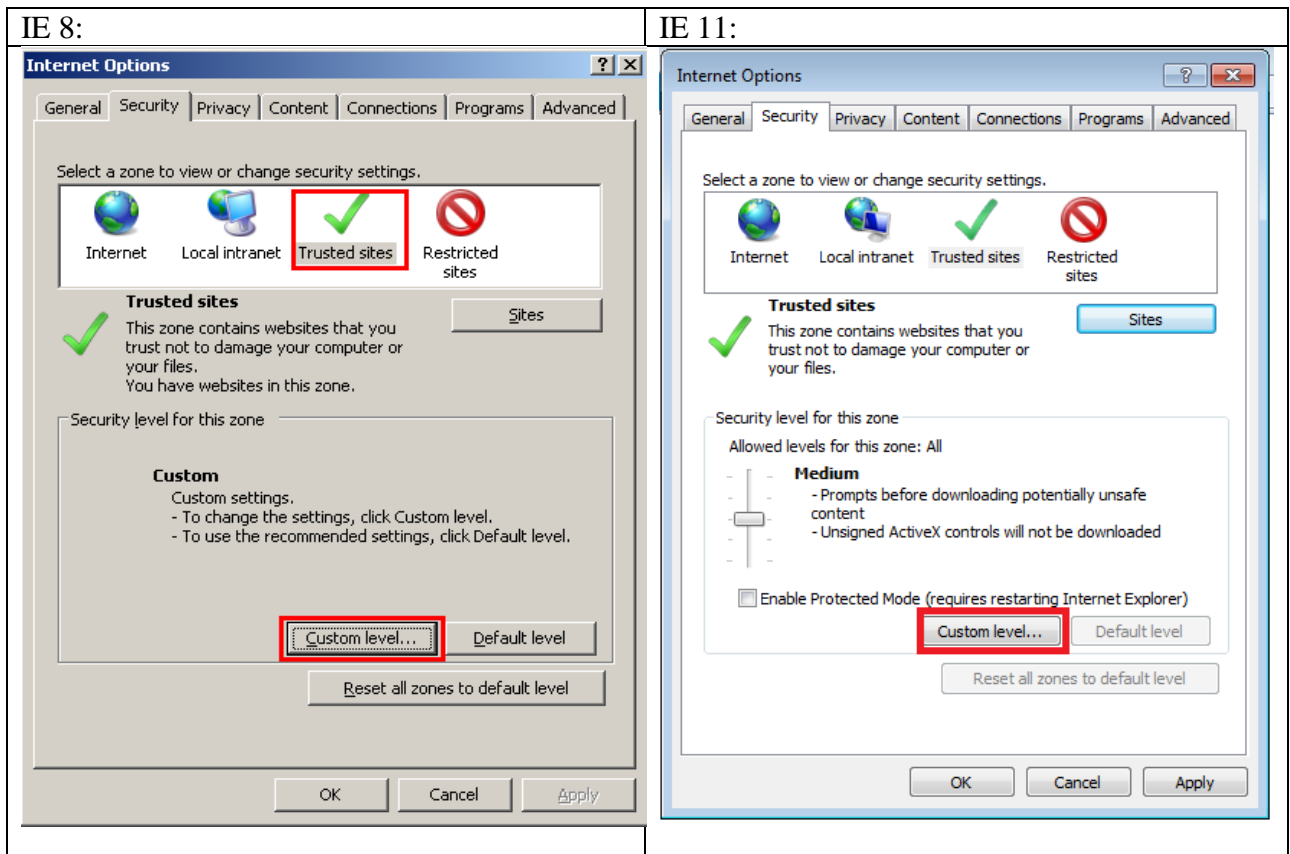 IE 8:
Internet Options
General Security Privacy Content Connections Programs Advanced
Select a zone to view or change security settings.
Internet Local intranet Trusted sites Restricted
sites
Trusted sites
Sites
This zone contains websites that you
trust not to damage your computer or
your files.
You have websites in this zone.
Security level for this zone
Custom
Custom settings.
- To change the settings, click Custom level.
- To use the recommended settings, click Default level.
Custom level... Default level
Reset all zones to default level
OK Cancel Apply
IE 11:
Internet Options
General Security Privacy Content Connections Programs Advanced
Select a zone to view or change security settings.
Internet Local intranet Trusted sites Restricted
sites
Trusted sites
Sites
This zone contains websites that you
trust not to damage your computer or
your files.
Security level for this zone
Allowed levels for this zone: All
Medium
- Prompts before downloading potentially unsafe
content
- Unsigned ActiveX controls will not be downloaded
Enable Protected Mode (requires restarting Internet Explorer)
Custom level... Default level
Reset all zones to default level
OK Cancel Apply